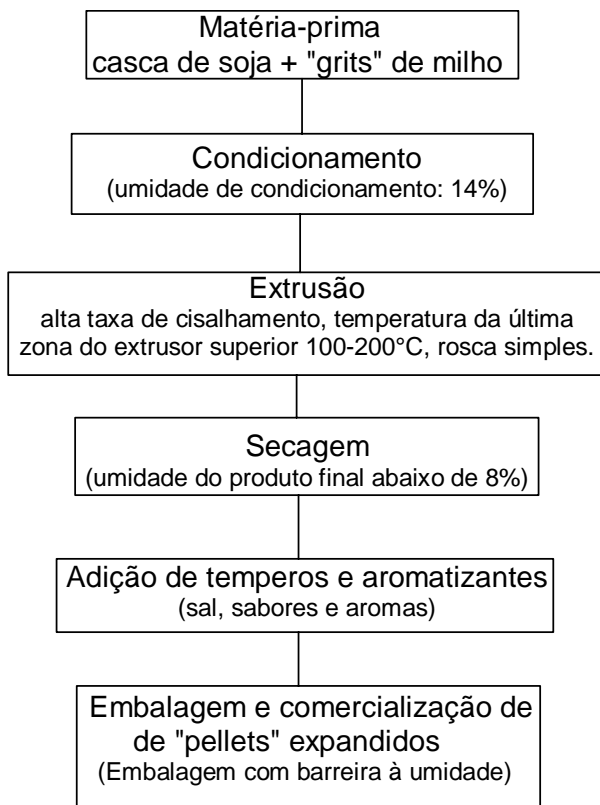 Matéria-prima
casca de soja + "grits" de milho
Condicionamento
(umidade de condicionamento: 14%)
Extrusão
alta taxa de cisalhamento, temperatura da última
zona do extrusor superior 100-200°C, rosca simples.
Secagem
(umidade do produto final abaixo de 8%)
Adição de temperos e aromatizantes
(sal, sabores e aromas)
Embalagem e comercialização de
de "pellets" expandidos
(Embalagem com barreira à umidade)